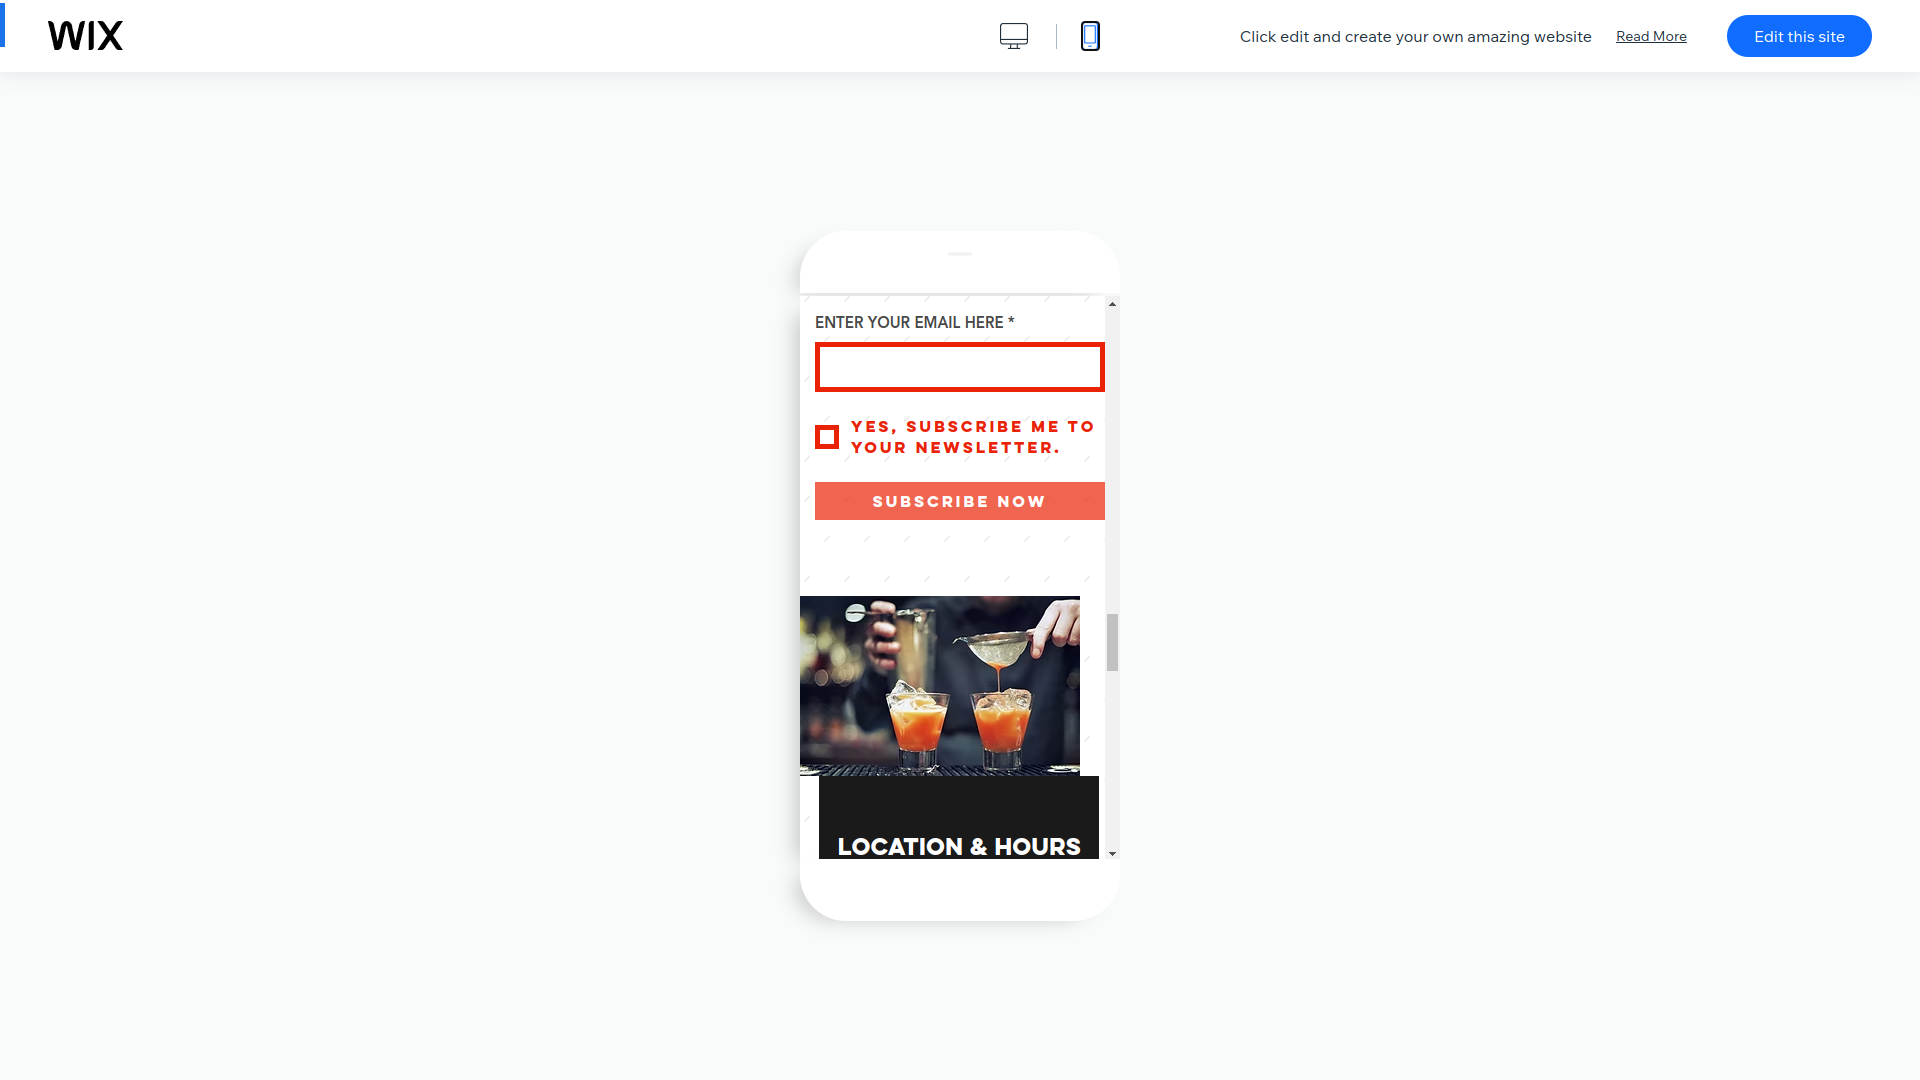 WIX
Click edit and create your own amazing website
Read More
Edit this site
ENTER YOUR EMAIL HERE *
YES, SUBSCRIBE ME TO
YOUR NEWSLETTER.
SUBSCRIBE NOW
LOCATION & HOURS